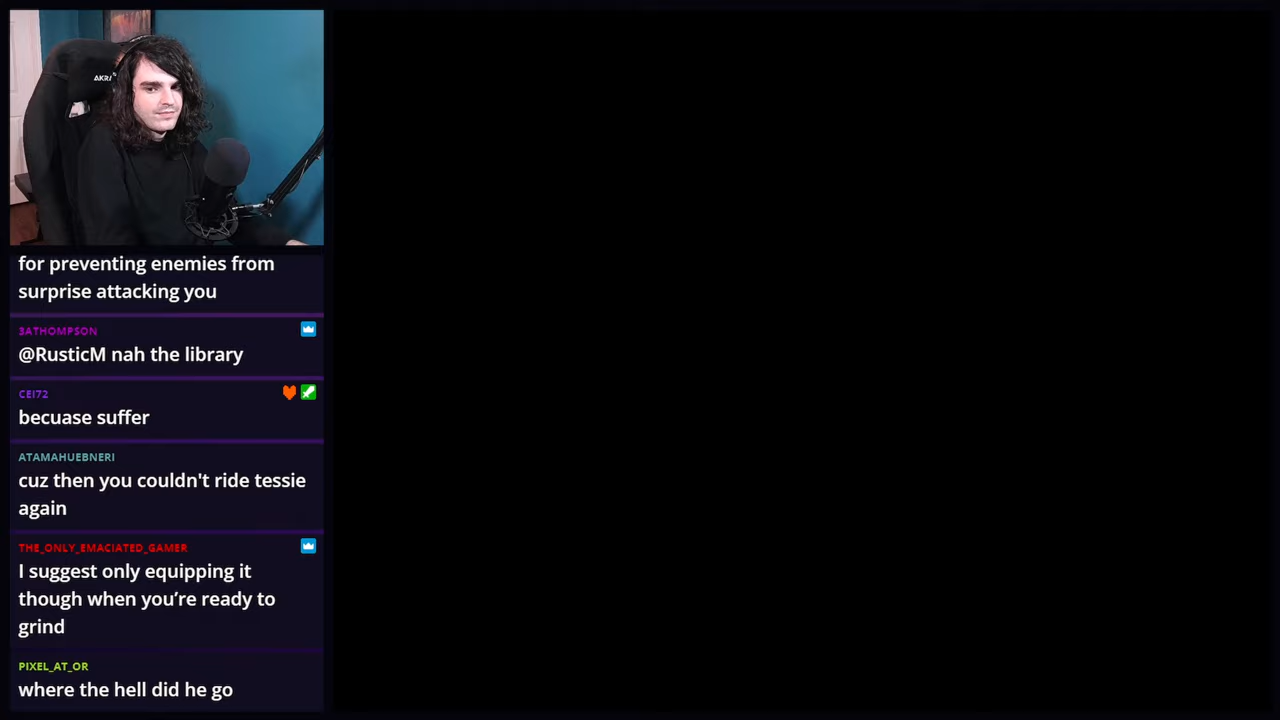 AKR
for preventing enemies from
surprise attacking you
3ATHOMPSON
@RusticM nah the library
CEI72
becuase suffer
ATAMAHUEBNERI
cuz then you couldn't ride tessie
again
THE_ONLY_EMACIATED_GAMER
I suggest only equipping it
though when you’re ready to
grind
PIXEL_AT_OR
where the hell did he go